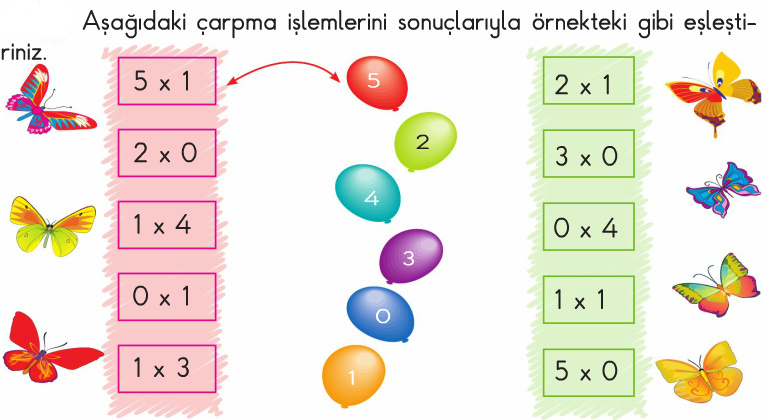 Aşağıdaki çarpma işlemlerini sonuçlarıyla örnekteki gibi eşleşti-
riniz.
5 x 1
2 x 0
1 x 4
0 x 1
1 x 3
5
2
4
3
0
1
2 x 1
3 x 0
0 x 4
1 x 1
5 x 0